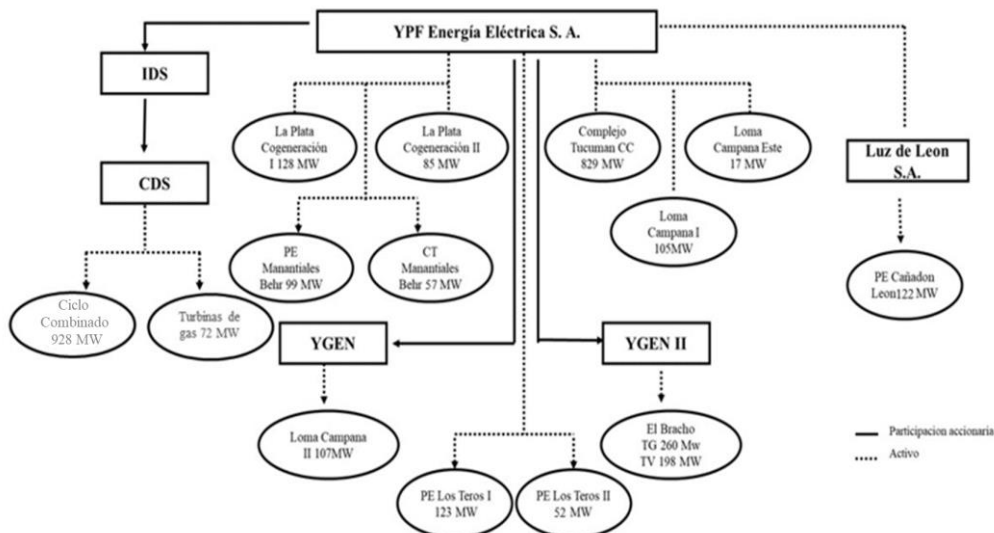 YPF Energía Eléctrica S. A.
IDS
CDS
Ciclo
Combinado
928 MW
Turbinas de
gas 72 MW
La Plata
Cogeneración
I 128 MW
La Plata
Cogeneración II
85 MW
PE
Manantiales
Behr 99 MW
CT
Manantiales
Behr 57 MW
Complejo
Tucuman CC
829 MW
Loma
Campana Este
17 MW
Loma
Campana I
105MW
Luz de Leon
S.A.
PE Cañadon
Leon122 MW
YGEN
Loma Campana
II 107MW
YGEN II
El Bracho
TG 260 Mw
TV 198 MW
PE Los Teros I
123 MW
PE Los Teros II
52 MW
Participacion accionaria
Activo